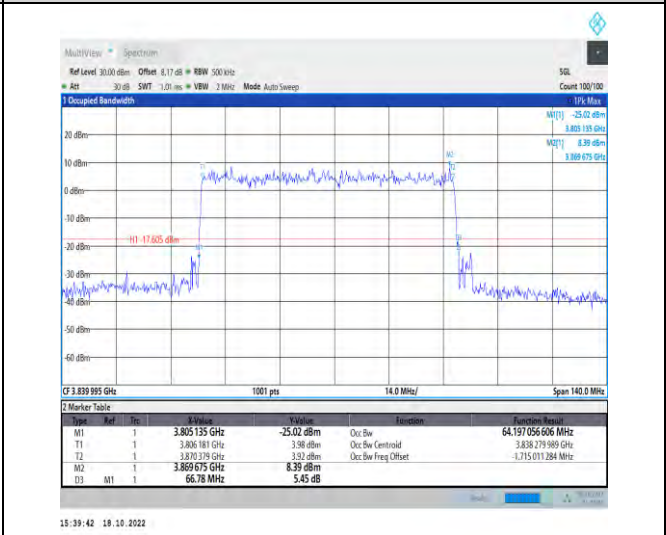 MultiView Spectrum
Ref Level 30.00 dBm Offset 8.17 dB RBW 500 kHz SGL
Att 30 dB SWT 1.01 ms VBW 2 MHz Mode Auto Sweep Count 100/100
1 Occupied Bandwidth 1Pk Max
M1[1] -25.02 dBm
3.805 135 GHz
M2[1] 8.39 dBm
3.869 675 GHz
20 dBm
M2
T1 T2
10 dBm
0 dBm
-10 dBm
H1 -17.605 dBm
-20 dBm
M1
-30 dBm
-40 dBm
-50 dBm
-60 dBm
CF 3.839 995 GHz 1001 pts 14.0 MHz/ Span 140.0 MHz
2 Marker Table
Type Ref Trc X-Value Y-Value Function Function Result
M1 1 3.805 135 GHz -25.02 dBm Occ Bw 64.197 056 606 MHz
T1 1 3.806 181 GHz 3.98 dBm Occ Bw Centroid 3.838 279 989 GHz
T2 1 3.870 379 GHz 3.92 dBm Occ Bw Freq Offset -1.715 011 284 MHz
M2 1 3.869 675 GHz 8.39 dBm
D3 M1 1 66.78 MHz 5.45 dB
15:39:42 18.10.2022